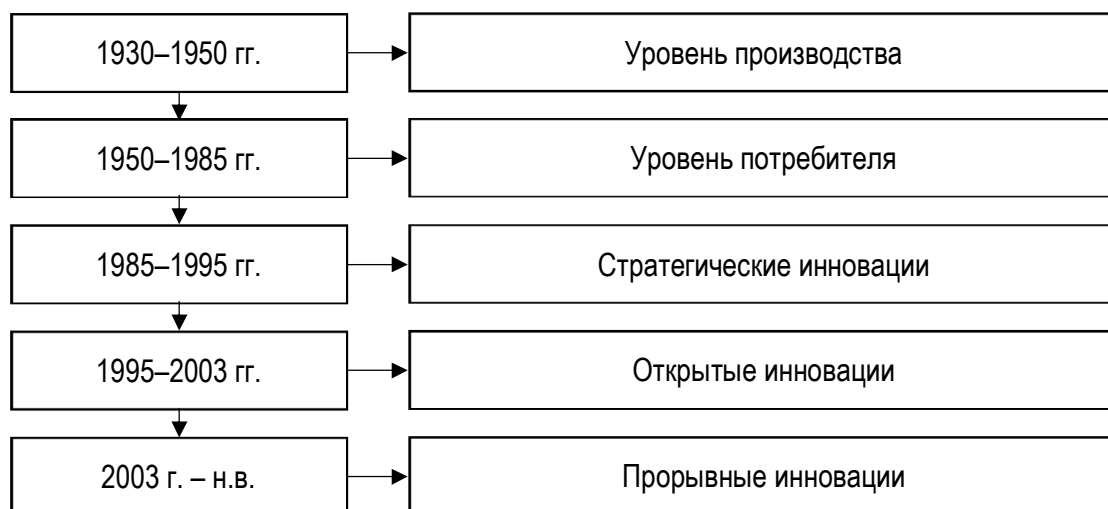 1930–1950 гг.
Уровень производства
1950–1985 гг.
Уровень потребителя
1985–1995 гг.
Стратегические инновации
1995–2003 гг.
Открытые инновации
2003 г. – н.в.
Прорывные инновации